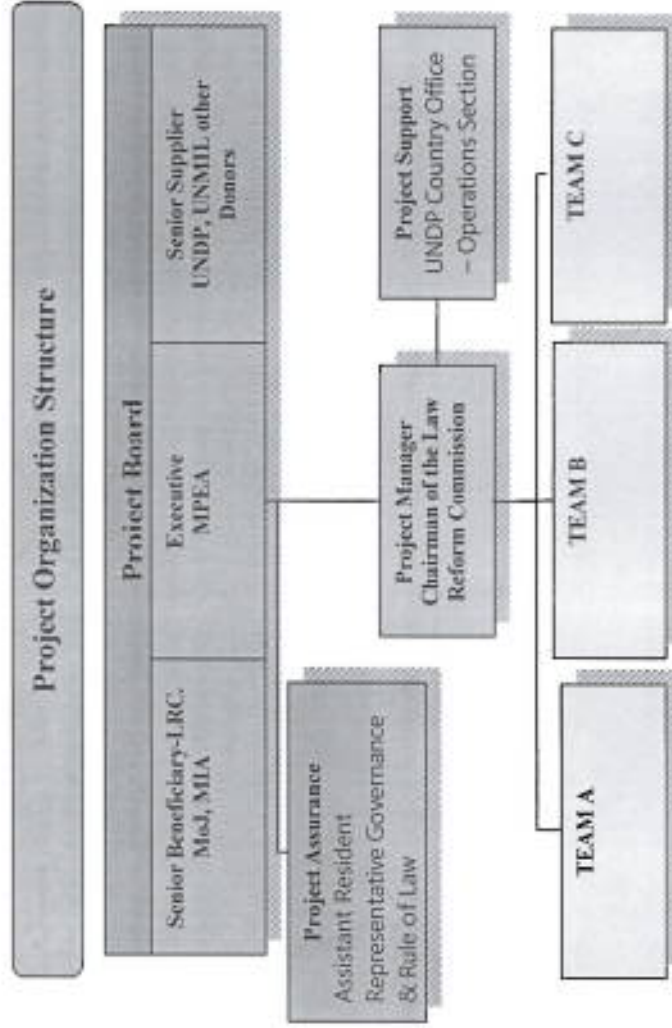 Project Organization Structure
Project Board
Senior Beneficiary-LRC.
MoJ, MIA
Executive
MPEA
Senior Supplier
UNDP, UNMIL other
Donors
Project Assurance
Assistant Resident
Representative Governance
& Rule of Law
Project Manager
Chairman of the Law
Reform Commission
Project Support
UNDP Country Office
– Operations Section
TEAM A
TEAM B
TEAM C